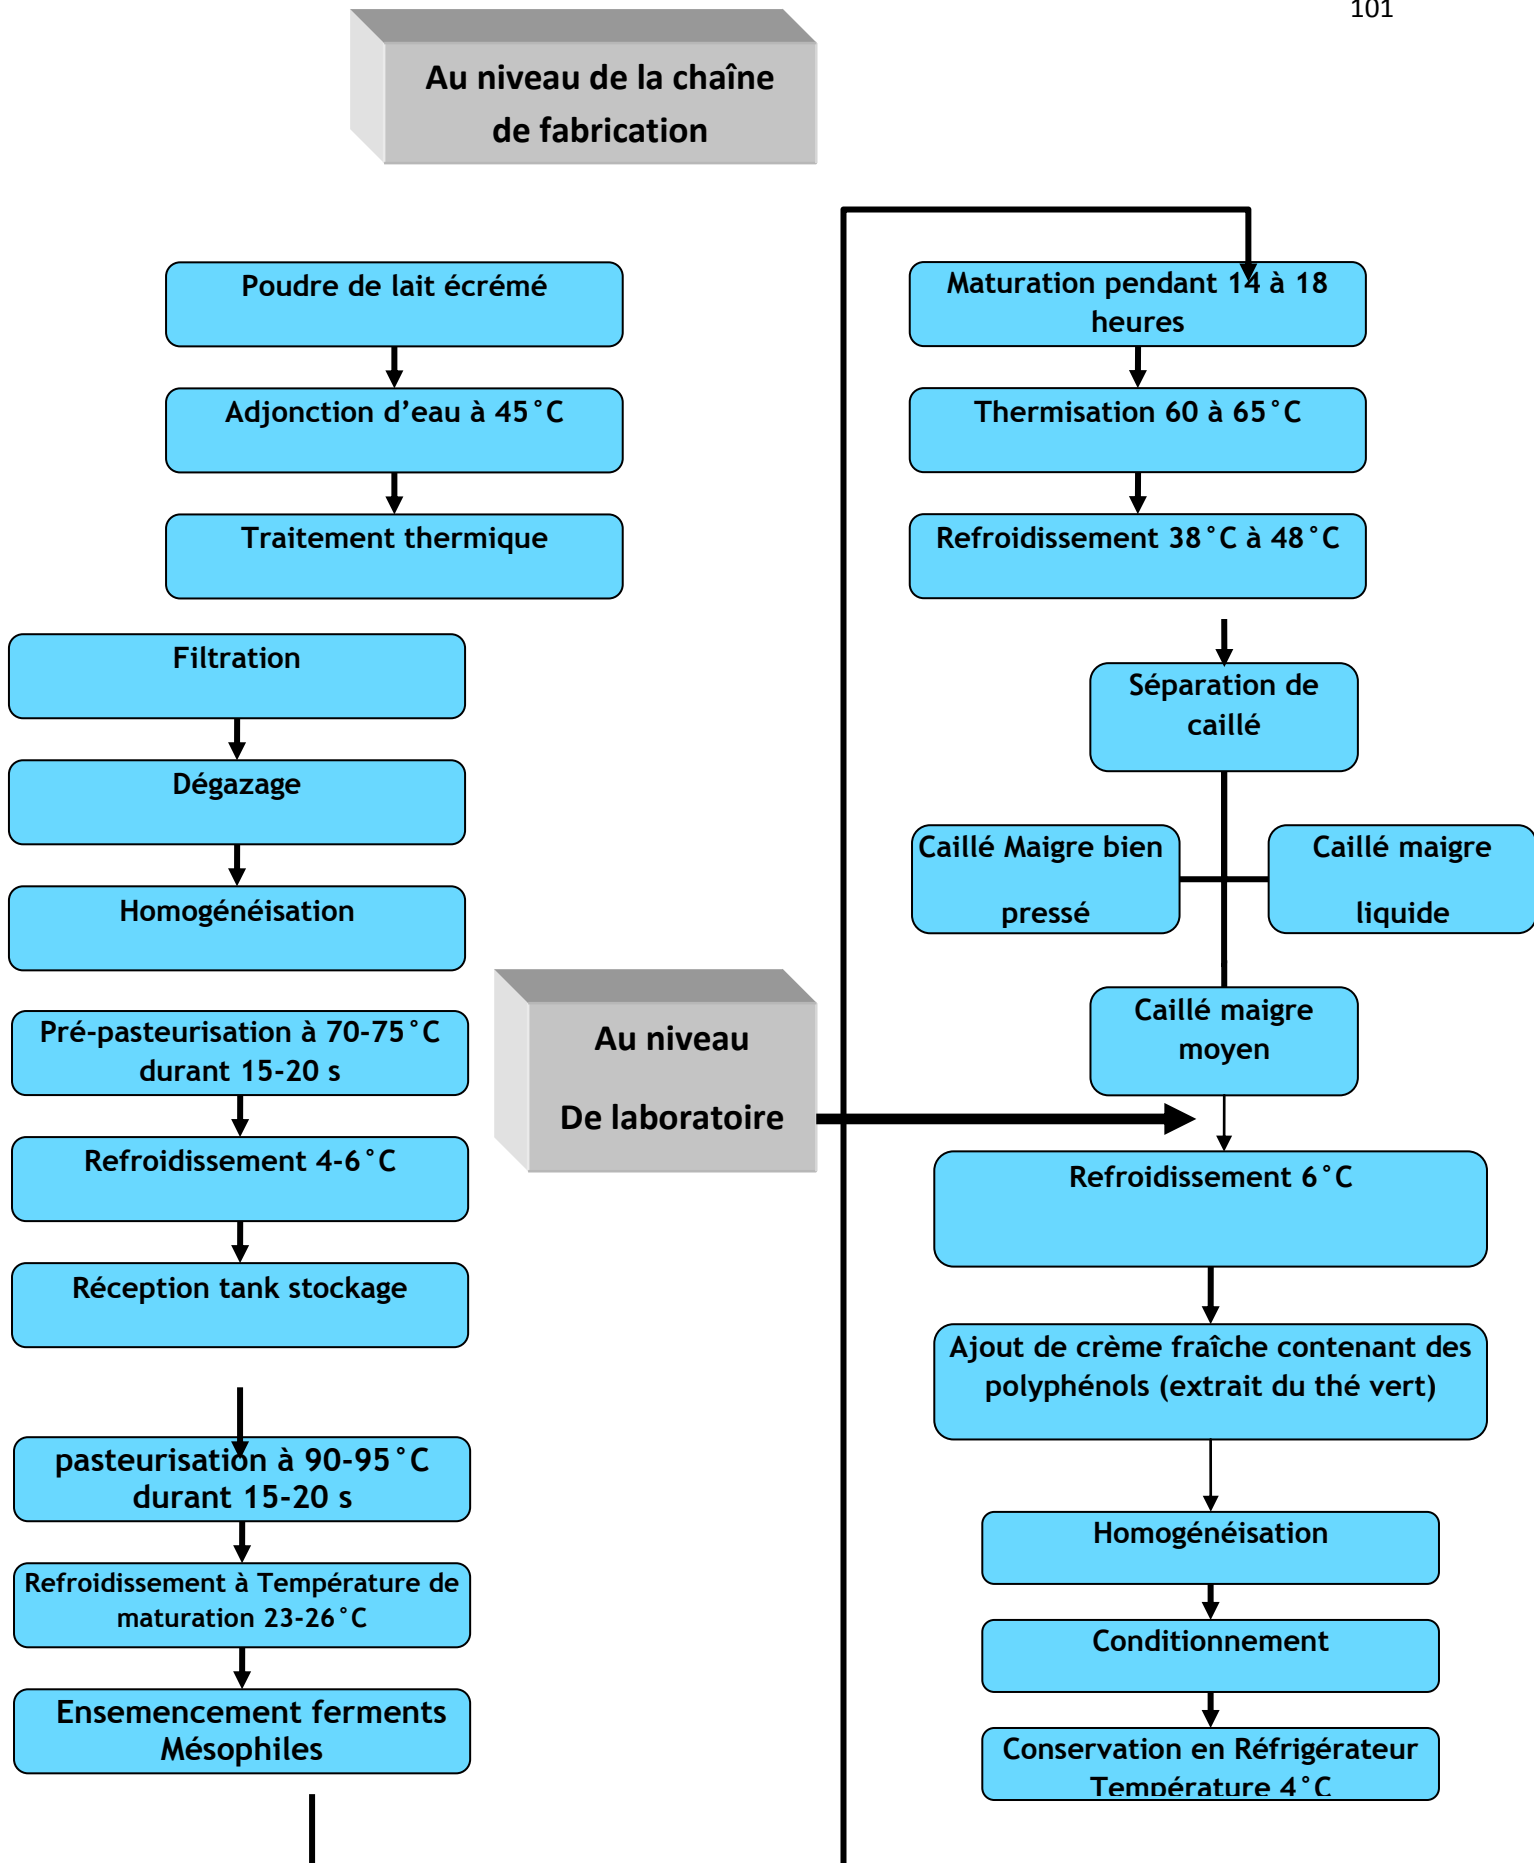 101
Au niveau de la chaîne
de fabrication
Poudre de lait écrémé
Adjonction d’eau à 45°C
Traitement thermique
Filtration
Dégazage
Homogénéisation
Pré-pasteurisation à 70-75°C
durant 15-20 s
Refroidissement 4-6°C
Réception tank stockage
pasteurisation à 90-95°C
durant 15-20 s
Refroidissement à Température de
maturation 23-26°C
Ensemencement ferments
Mésophiles
Maturation pendant 14 à 18
heures
Thermisation 60 à 65°C
Refroidissement 38°C à 48°C
Séparation de
caillé
Caillé Maigre bien
pressé
Caillé maigre
liquide
Caillé maigre
moyen
Au niveau
De laboratoire
Refroidissement 6°C
Ajout de crème fraîche contenant des
polyphénols (extrait du thé vert)
Homogénéisation
Conditionnement
Conservation en Réfrigérateur
Température 4°C